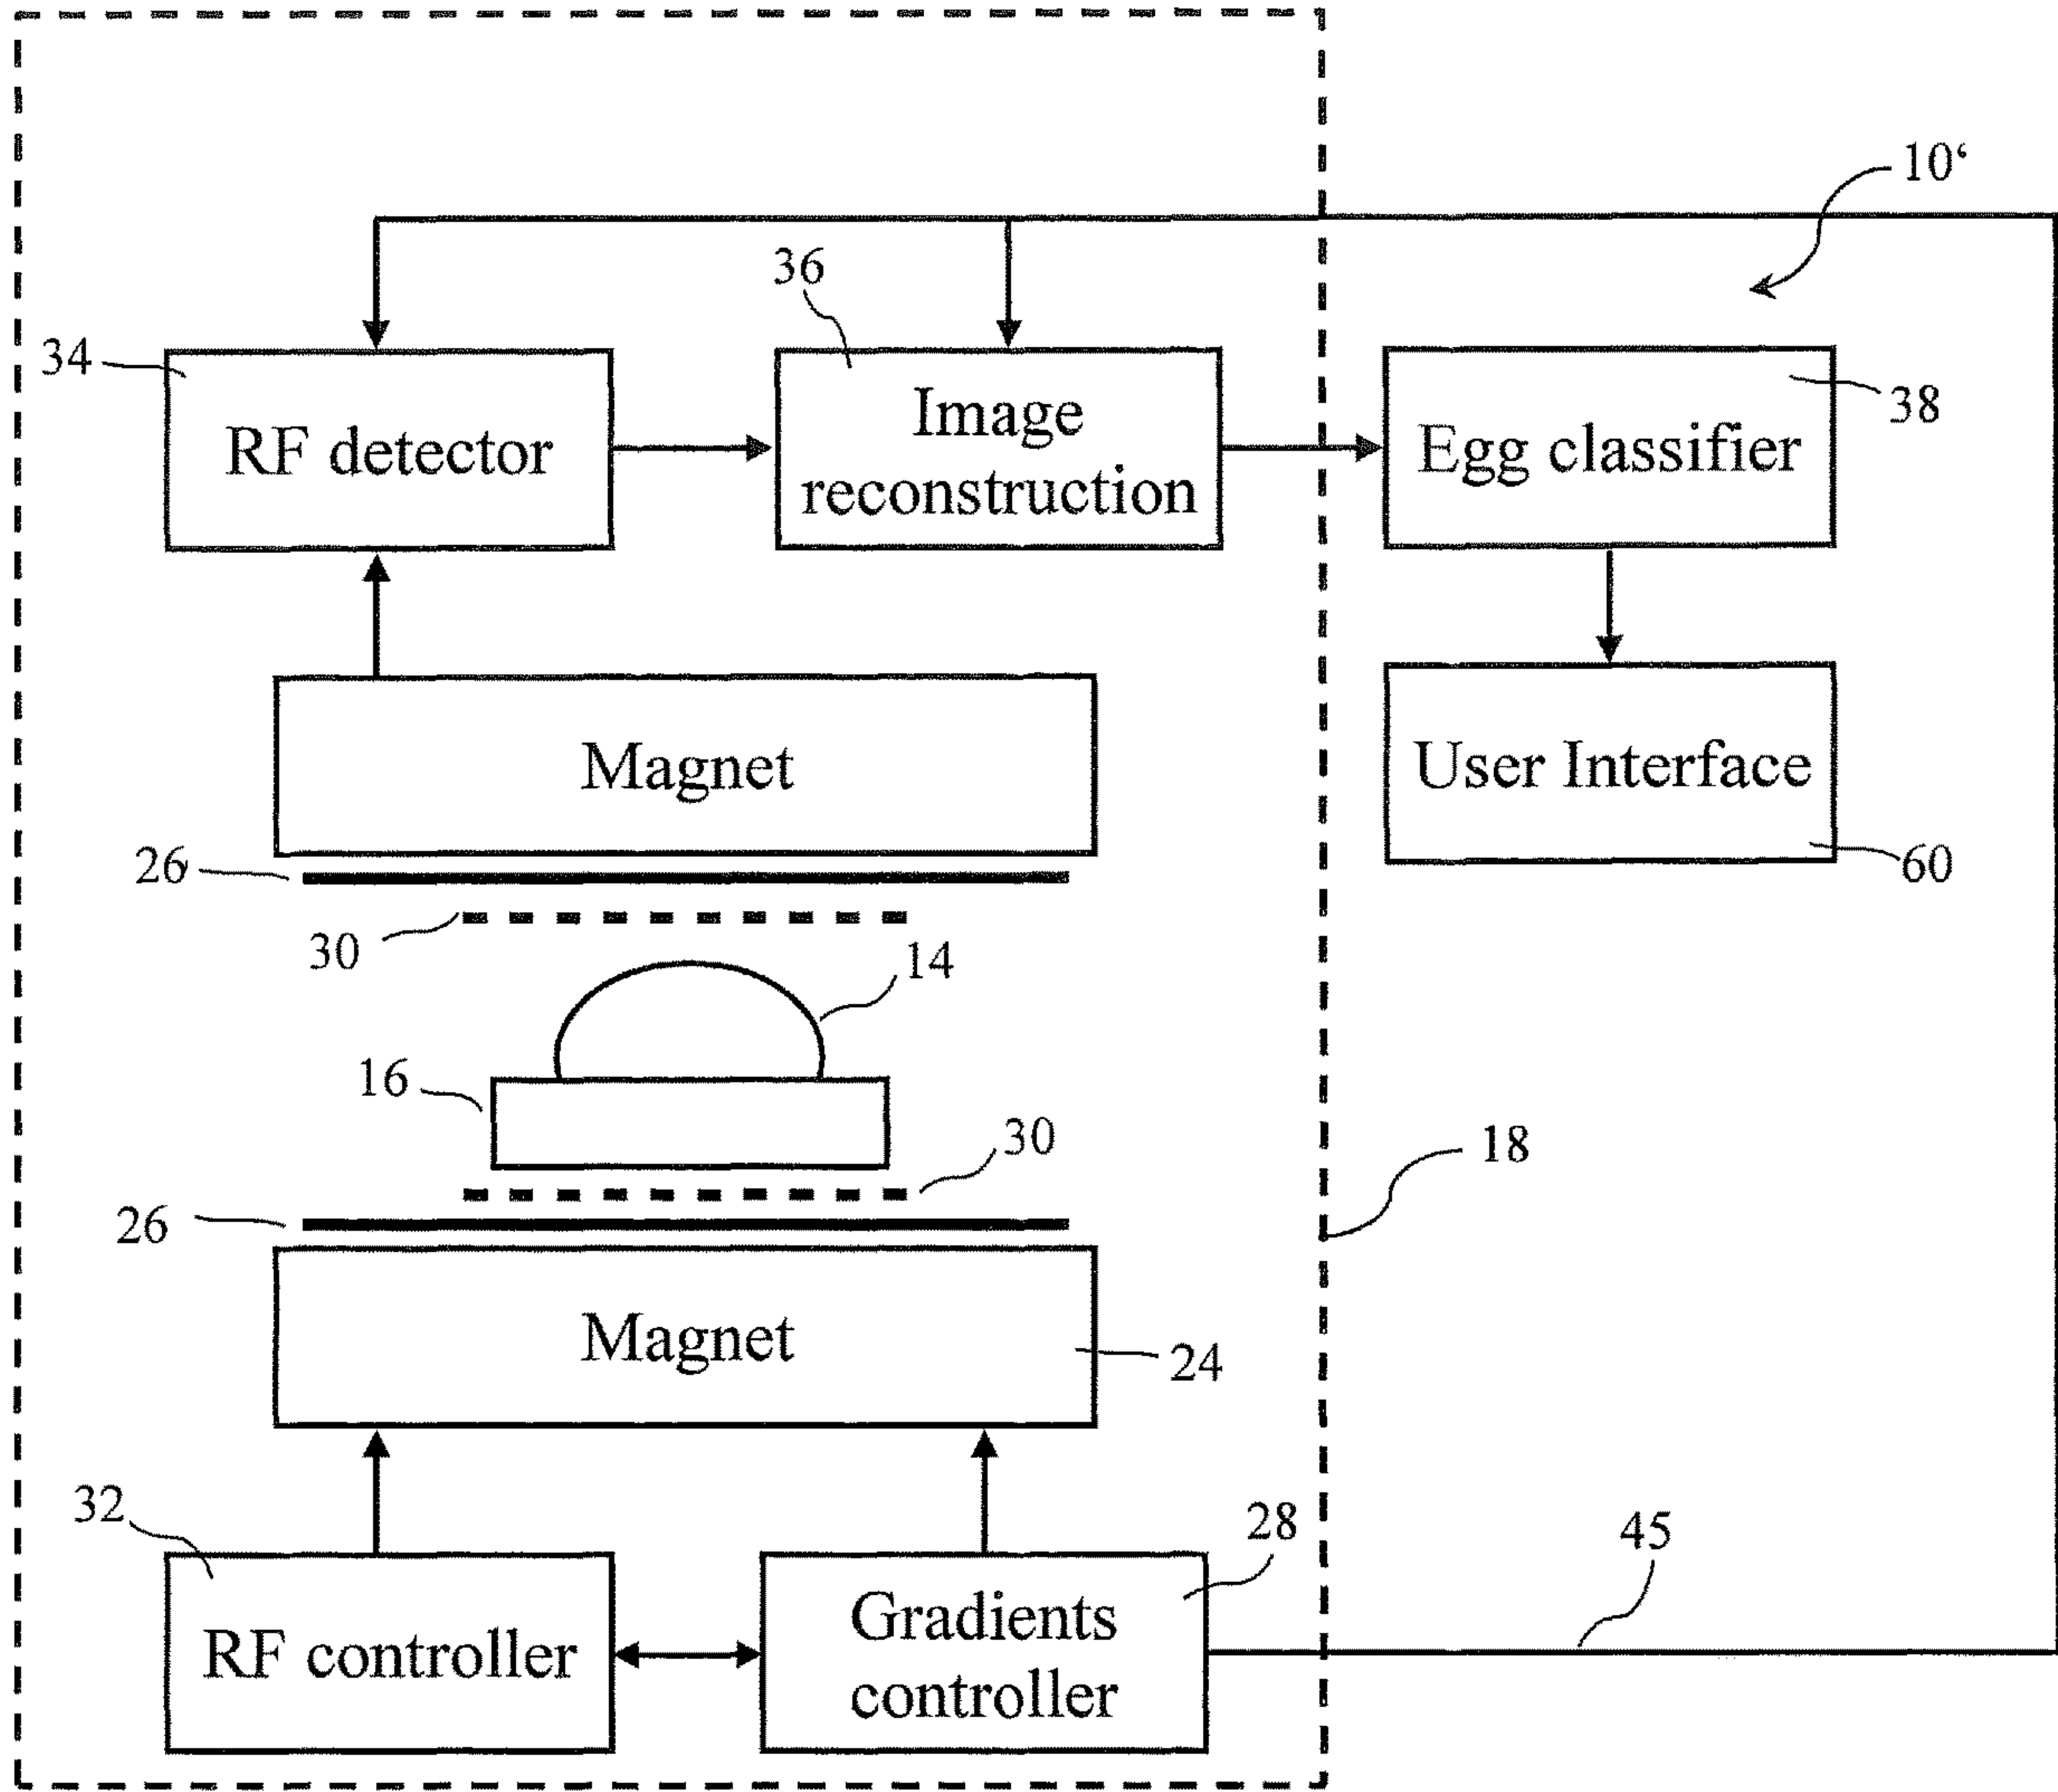 10‘
36
34
RF detector
Image
reconstruction
38
Egg classifier
Magnet
User Interface
26
60
30
14
16
30
18
26
Magnet
24
32
28
45
RF controller
Gradients
controller